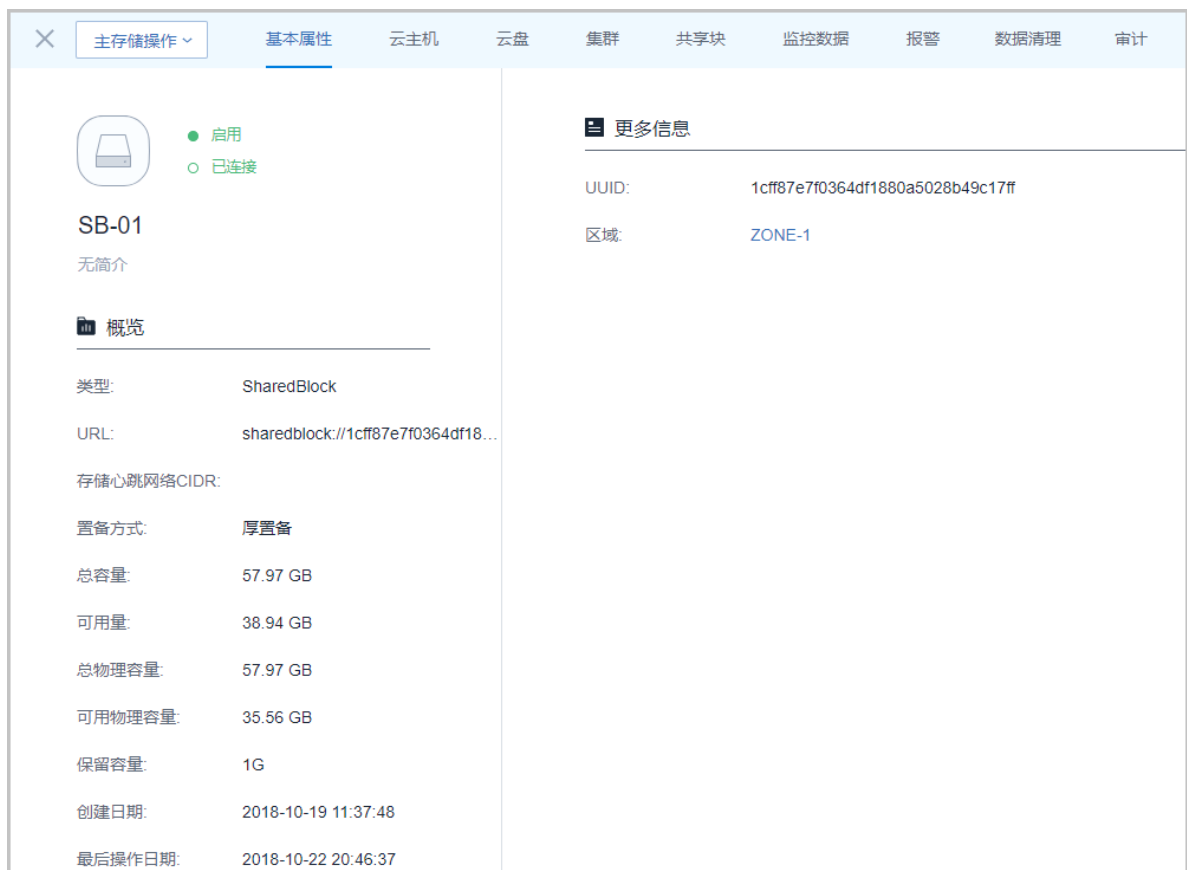 主存储操作 基本属性 云主机 云盘 集群 共享块 监控数据 报警 数据清理 审计
启用
已连接
SB-01
无简介
概览
类型: SharedBlock
URL: sharedblock://1cff87e7f0364df18...
存储心跳网络CIDR:
置备方式: 厚置备
总容量: 57.97 GB
可用量: 38.94 GB
总物理容量: 57.97 GB
可用物理容量: 35.56 GB
保留容量: 1G
创建日期: 2018-10-19 11:37:48
最后操作日期: 2018-10-22 20:46:37
更多信息
UUID: 1cff87e7f0364df1880a5028b49c17ff
区域: ZONE-1